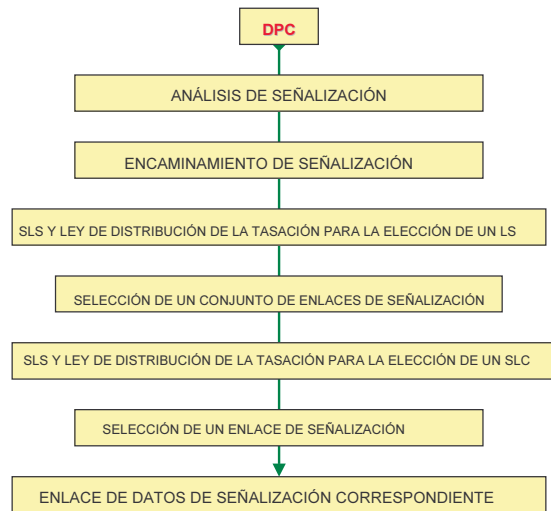 DPC
ANÁLISIS DE SEÑALIZACIÓN
ENCAMINAMIENTO DE SEÑALIZACIÓN
SLS Y LEY DE DISTRIBUCIÓN DE LA TASACIÓN PARA LA ELECCIÓN DE UN LS
SELECCIÓN DE UN CONJUNTO DE ENLACES DE SEÑALIZACIÓN
SLS Y LEY DE DISTRIBUCIÓN DE LA TASACIÓN PARA LA ELECCIÓN DE UN SLC
SELECCIÓN DE UN ENLACE DE SEÑALIZACIÓN
ENLACE DE DATOS DE SEÑALIZACIÓN CORRESPONDIENTE